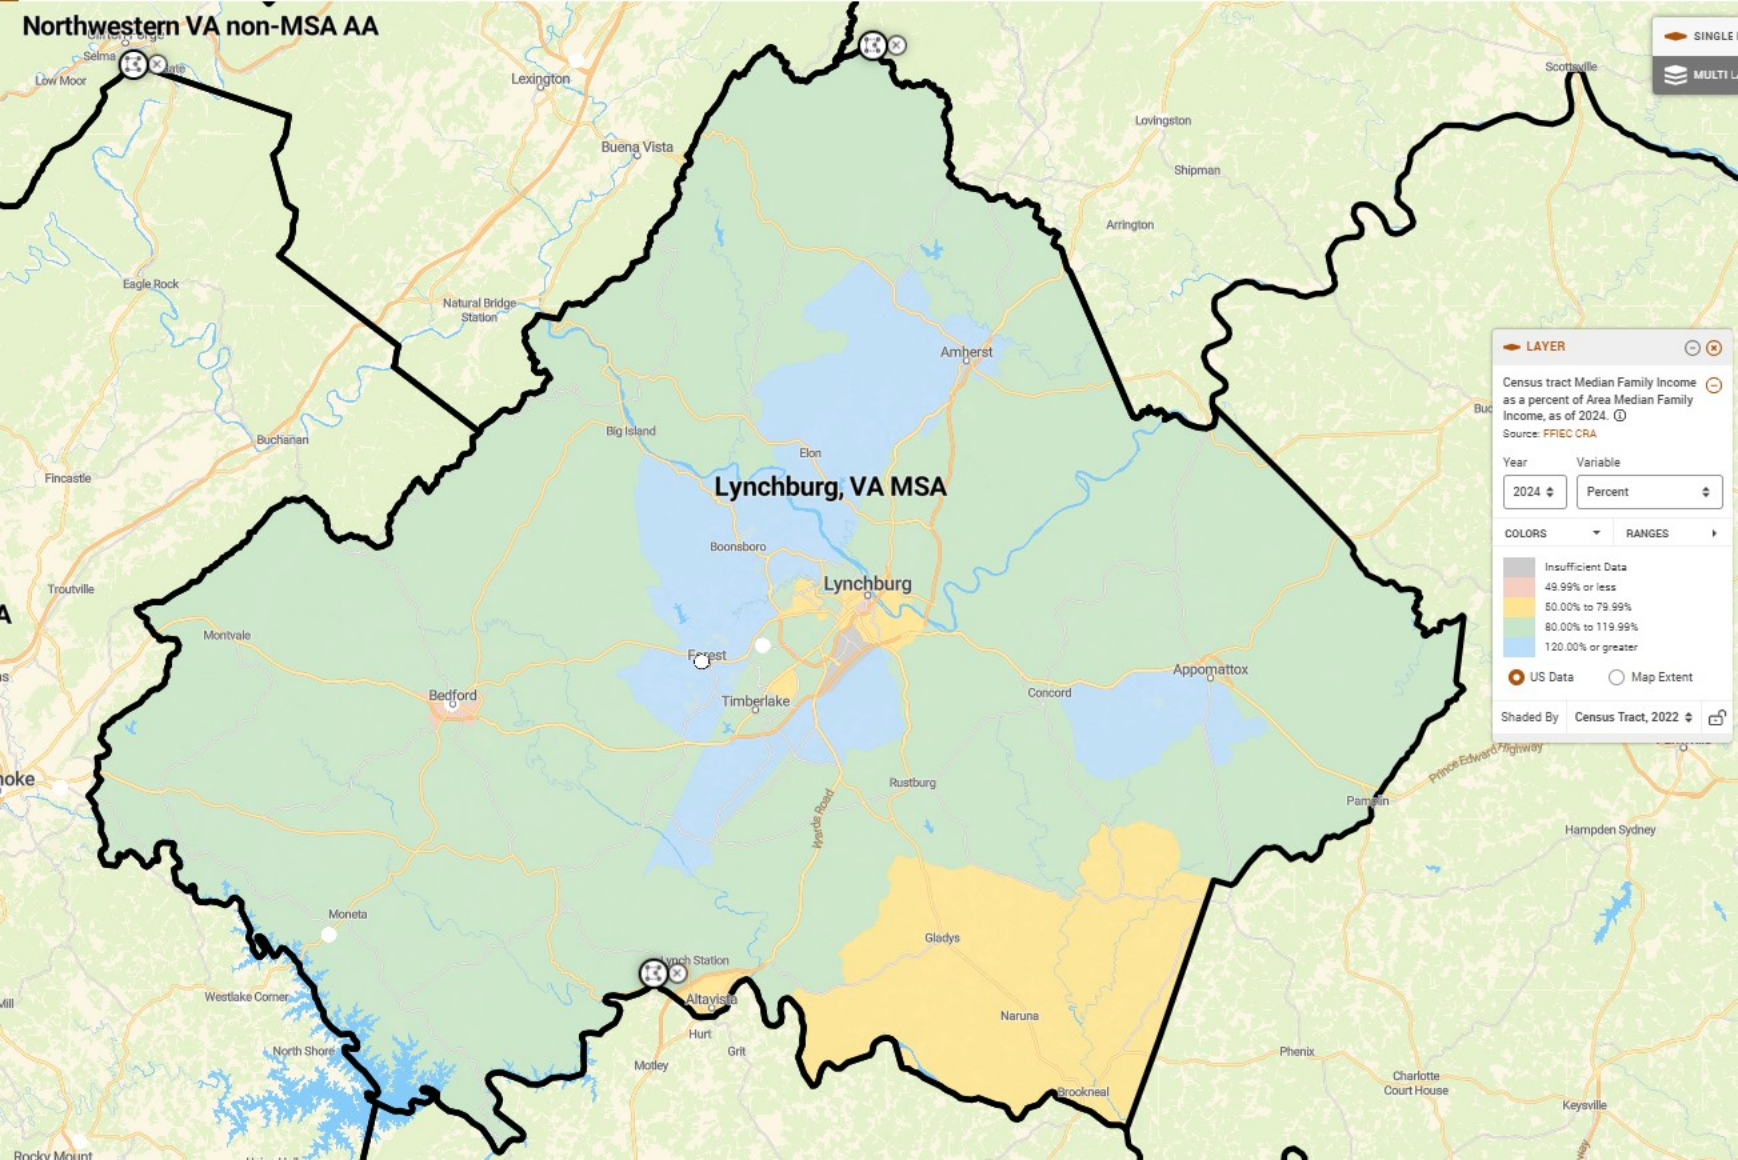 Northwestern VA non-MSA AA
Clifton Forge
Selma
Low Moor
Lexington
Scottsville
SINGLE
MULTI
Lovington
Buena Vista
Shipman
Arrington
Eagle Rock
Natural Bridge
Station
Amherst
LAYER
Census tract Median Family Income
as a percent of Area Median Family
Income, as of 2024.
Source: FFIEC CRA
Year Variable
2024 Percent
COLORS RANGES
Insufficient Data
49.99% or less
50.00% to 79.99%
80.00% to 119.99%
120.00% or greater
US Data Map Extent
Shaded By Census Tract, 2022
Buc
Big Island
Buchanan
Elon
Fincastle
Lynchburg, VA MSA
Boonsboro
Lynchburg
Troutville
A
Montvale
Forest
Bedford
Timberlake
Concord
Appomattox
Prince Edward Highway
noke
Rustburg
Wards Road
Pamplin
Hampden Sydney
Moneta
Gladys
Lynch Station
Westlake Corner
Altavista
Mill
Naruna
Hurt
North Shore
Grit
Motley
Phenix
Charlotte
Court House
Brookneal
Keysville
Rocky Mount